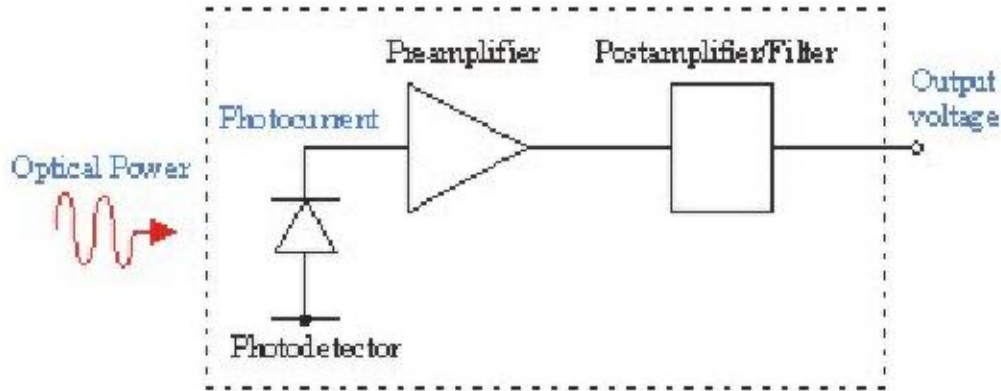 Preamplifier
Postamplifier/Filter
Output
voltage
Photocurrent
Optical Power
Photodetector